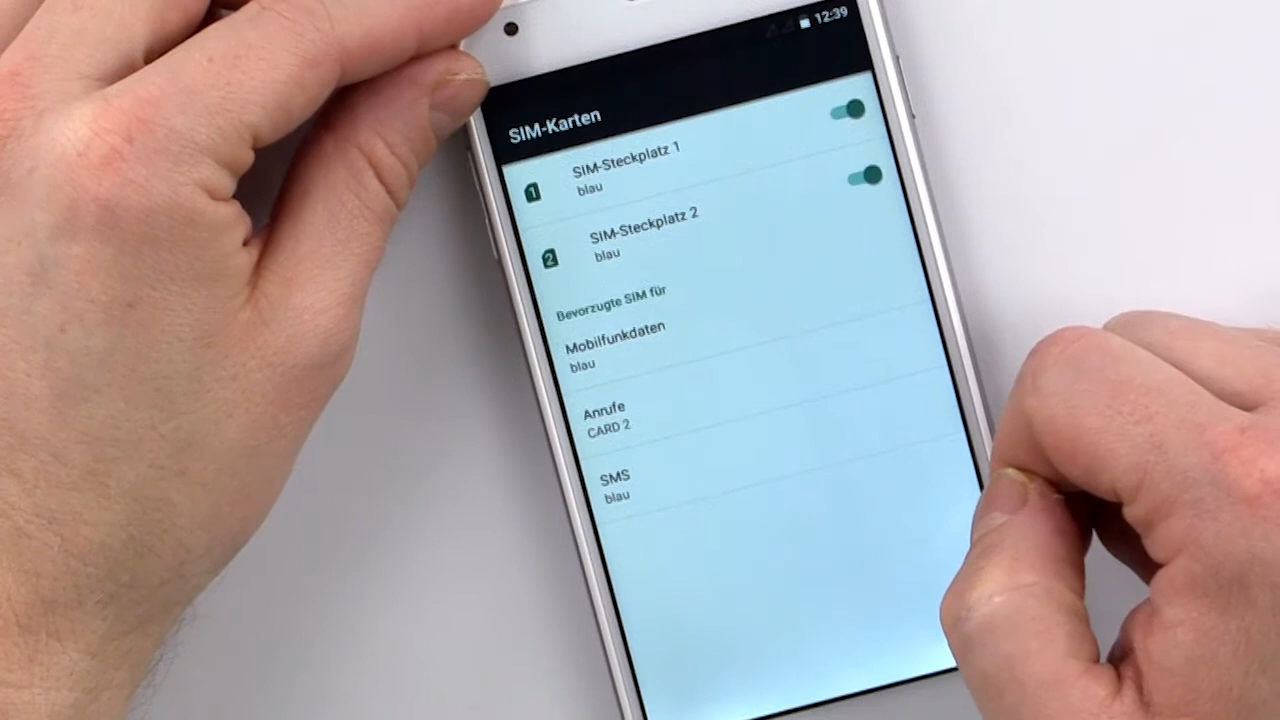 12:39
SIM-Karten
SIM-Steckplatz 1
1
blau
SIM-Steckplatz 2
2
blau
Bevorzugte SIM für
Mobilfunkdaten
blau
Anrufe
CARD 2
SMS
blau